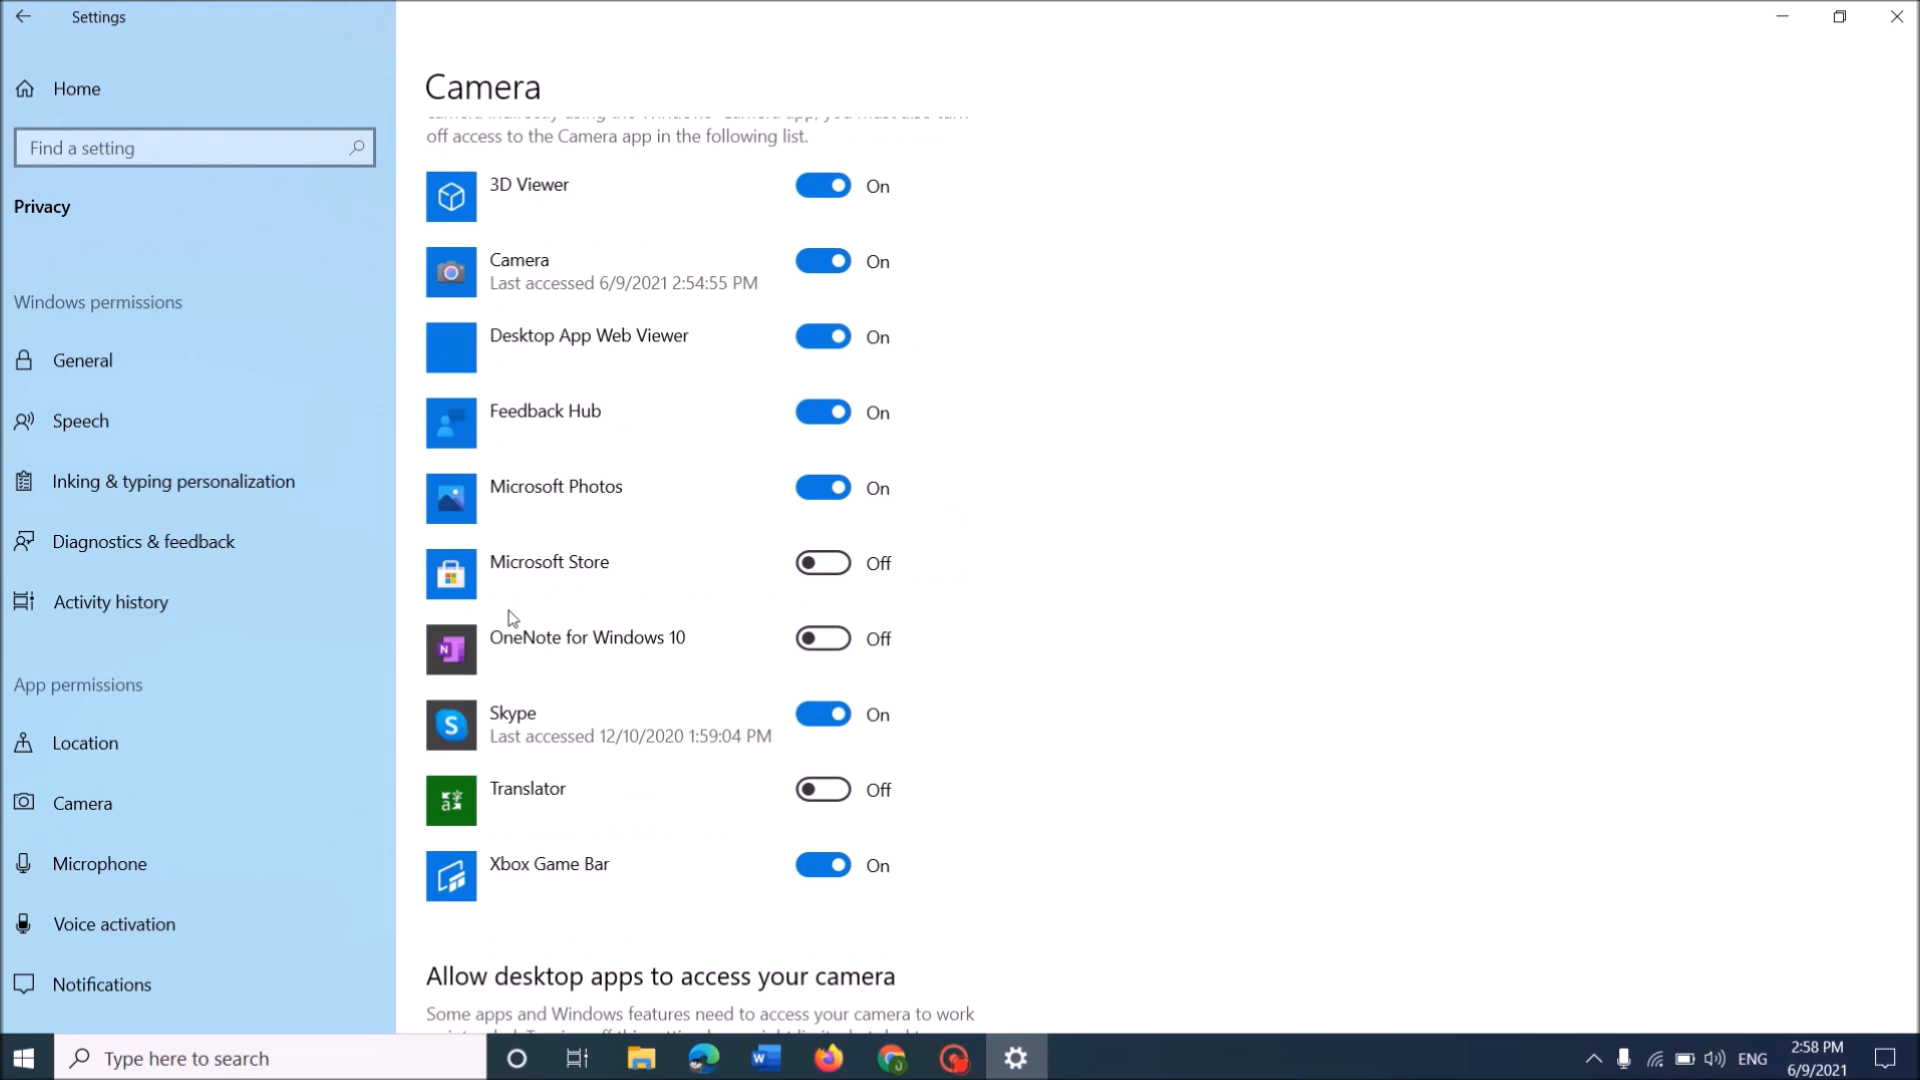 Settings
Home
Find a setting
Privacy
Windows permissions
General
Speech
Inking & typing personalization
Diagnostics & feedback
Activity history
App permissions
Location
Camera
Microphone
Voice activation
Notifications
Camera
off access to the Camera app in the following list.
3D Viewer On
Camera On
Last accessed 6/9/2021 2:54:55 PM
Desktop App Web Viewer On
Feedback Hub On
Microsoft Photos On
Microsoft Store Off
OneNote for Windows 10 Off
Skype On
Last accessed 12/10/2020 1:59:04 PM
Translator Off
Xbox Game Bar On
Allow desktop apps to access your camera
Some apps and Windows features need to access your camera to work
Type here to search
ENG
2:58 PM
6/9/2021